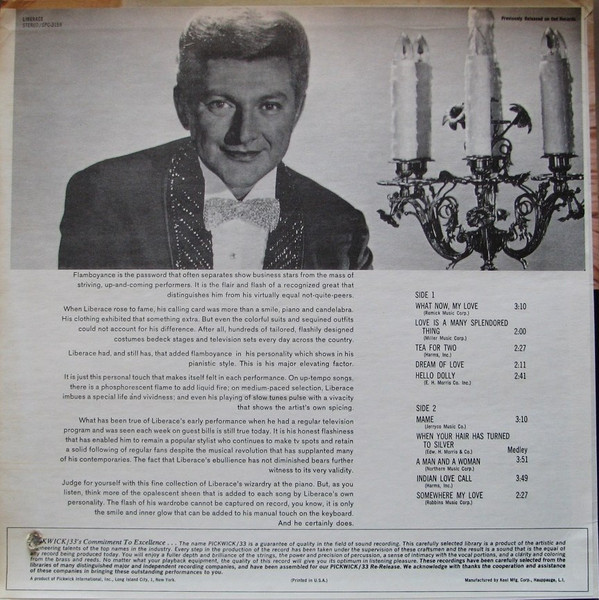 LIBERACE
STEREO/SPC-3124
Previously Released on Dot Records
Flamboyance is the password that often separates show business stars from the mass of
striving, up-and-coming performers. It is the flair and flash of a recognized great that
distinguishes him from his virtually equal not-quite-peers.
When Liberace rose to fame, his calling card was more than a smile, piano and candelabra.
His clothing exhibited that something extra. But even the colorful suits and sequined outfits
could not account for his difference. After all, hundreds of tailored, flashily designed
costumes bedeck stages and television sets every day across the country.
Liberace had, and still has, that added flamboyance in his personality which shows in his
pianistic style. This is his major elevating factor.
It is just this personal touch that makes itself felt in each performance. On up-tempo songs,
there is a phosphorescent flame to add liquid fire; on medium-paced selection, Liberace
imbues a special life and vividness; and even his playing of slow tunes pulse with a vivacity
that shows the artist's own spicing.
What has been true of Liberace's early performance when he had a regular television
program and was seen each week on guest bills is still true today. It is his honest flashiness
that has enabled him to remain a popular stylist who continues to make tv spots and retain
a solid following of regular fans despite the musical revolution that has supplanted many
of his contemporaries. The fact that Liberace's ebullience has not diminished bears further
witness to its very validity.
Judge for yourself with this fine collection of Liberace's wizardry at the piano. But, as you
listen, think more of the opalescent sheen that is added to each song by Liberace's own
personality. The flash of his wardrobe cannot be captured on record, you know, it is only
the smile and inner glow that can be added to his manual touch on the keyboard.
And he certainly does.
SIDE 1
WHAT NOW, MY LOVE 3:10
(Remick Music Corp.)
LOVE IS A MANY SPLENDORED
THING 2:00
(Miller Music Corp.)
TEA FOR TWO 2:27
(Harms, Inc.)
DREAM OF LOVE 2:11
HELLO DOLLY 2:41
(E. H. Morris Co. Inc.)
SIDE 2
MAME 3:10
(Jerryco Music Co.)
WHEN YOUR HAIR HAS TURNED
TO SILVER
(Edw. H. Morris & Co.) Medley
A MAN AND A WOMAN 3:51
(Northern Music Corp.)
INDIAN LOVE CALL 3:49
(Harms, Inc.)
SOMEWHERE MY LOVE 2:27
(Robbins Music Corp.)
PICKWICK/33's Commitment To Excellence . . . The name PICKWICK/33 is a guarantee of quality in the field of sound recording. This carefully selected library is a product of the artistic and
engineering talents of the top names in the industry. Every step in the production of the record has been taken under the supervision of these craftsmen and the result is a sound that is the equal of
any record being produced today. You will enjoy a fuller depth and brilliance of the strings, the power and precision of percussion, a sense of intimacy with the vocal portions, and a clarity and coloring
from the brass and reeds. No matter what your playback equipment, the quality of this record will give you its optimum in listening pleasure. These recordings have been carefully selected from the
libraries of many distinguished major and independent recording companies, and have been assembled for our PICKWICK/33 Re-Release. We acknowledge with thanks the cooperation and assistance
of these companies in bringing these outstanding performances to you.
A product of Pickwick International, Inc., Long Island City, 1, New York. (Printed in U.S.A.) Manufactured by Keel Mfg. Corp., Hauppauge, L.I.